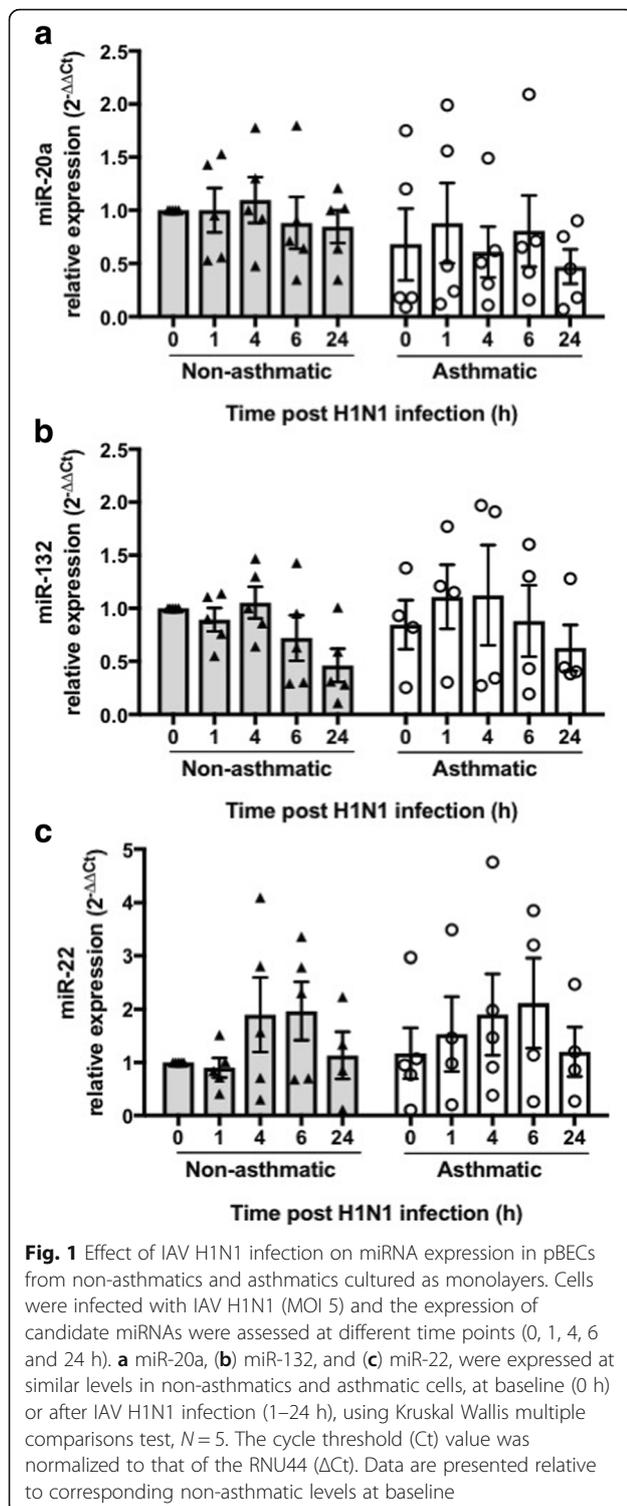 a
miR-20a
relative expression (2-ΔΔCt)
2.5
2.0
1.5
1.0
0.5
0.0
0 1 4 6 24 0 1 4 6 24
Non-asthmatic Asthmatic
Time post H1N1 infection (h)
b
miR-132
relative expression (2-ΔΔCt)
2.5
2.0
1.5
1.0
0.5
0.0
0 1 4 6 24 0 1 4 6 24
Non-asthmatic Asthmatic
Time post H1N1 infection (h)
c
miR-22
relative expression (2-ΔΔCt)
5
4
3
2
1
0
0 1 4 6 24 0 1 4 6 24
Non-asthmatic Asthmatic
Time post H1N1 infection (h)
Fig. 1 Effect of IAV H1N1 infection on miRNA expression in pBECs
from non-asthmatics and asthmatics cultured as monolayers. Cells
were infected with IAV H1N1 (MOI 5) and the expression of
candidate miRNAs were assessed at different time points (0, 1, 4, 6
and 24 h). a miR-20a, (b) miR-132, and (c) miR-22, were expressed at
similar levels in non-asthmatics and asthmatic cells, at baseline (0 h)
or after IAV H1N1 infection (1–24 h), using Kruskal Wallis multiple
comparisons test, N = 5. The cycle threshold (Ct) value was
normalized to that of the RNU44 (ΔCt). Data are presented relative
to corresponding non-asthmatic levels at baseline